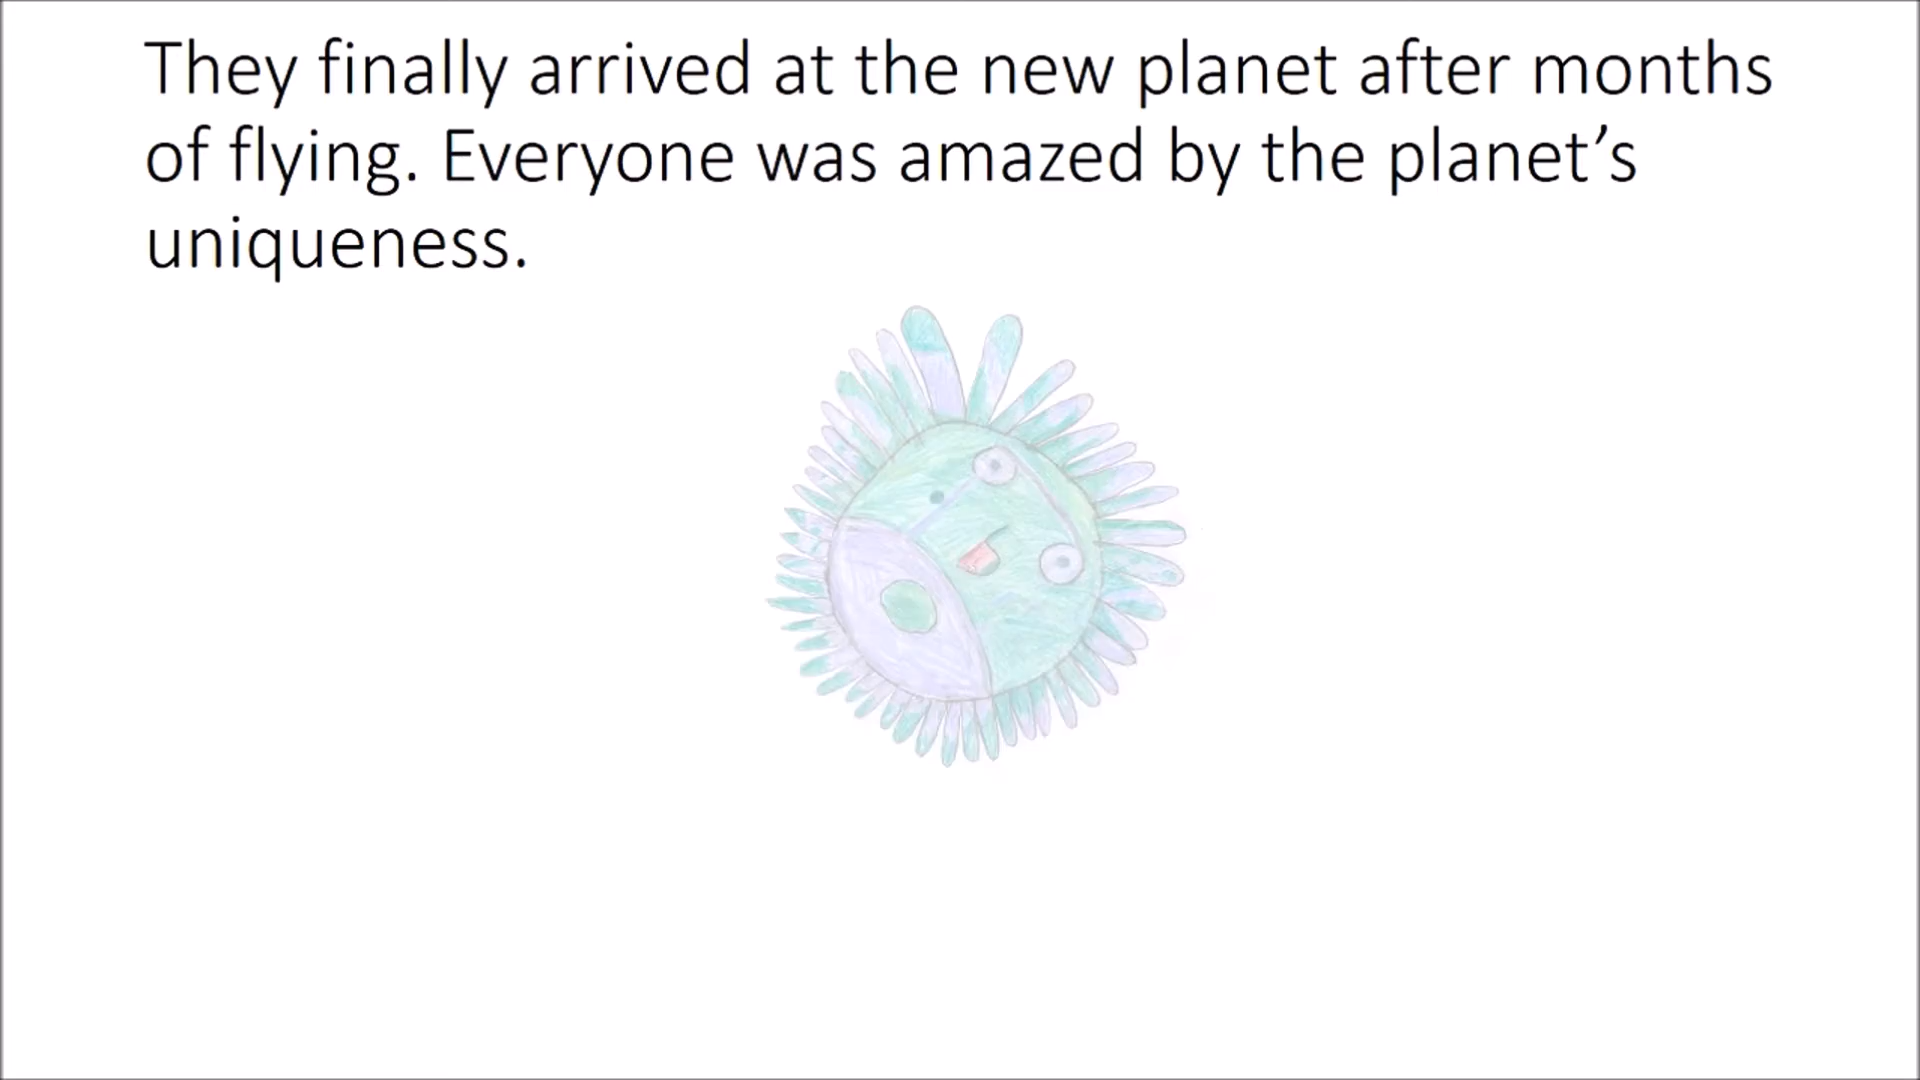 They finally arrived at the new planet after months
of flying. Everyone was amazed by the planet’s
uniqueness.